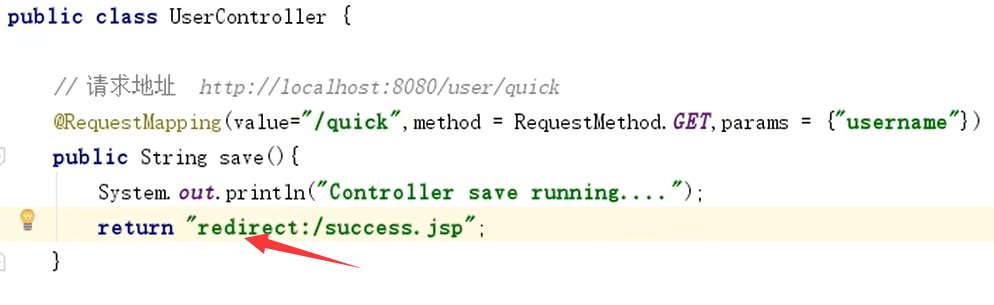 public class UserController {
// 请求地址 http://localhost:8080/user/quick
@RequestMapping(value="/quick",method = RequestMethod.GET,params = {"username"})
public String save(){
System.out.println("Controller save running....");
return "redirect:/success.jsp";
}